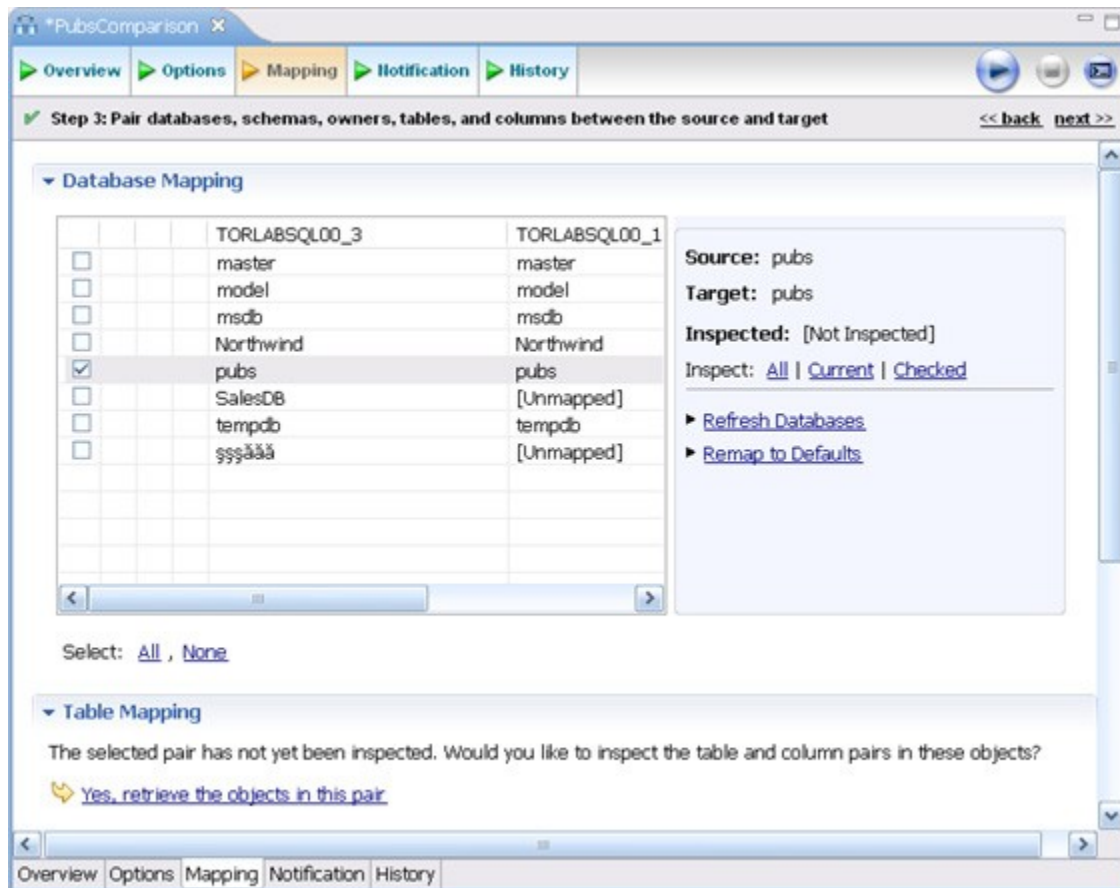 *PubsComparison
Overview Options Mapping Notification History
Step 3: Pair databases, schemas, owners, tables, and columns between the source and target << back next >>
Database Mapping
TORLABSQL00_3 TORLABSQL00_1
master master
model model
msdb msdb
Northwind Northwind
pubs pubs
SalesDB [Unmapped]
tempdb tempdb
şşşăăă [Unmapped]
Source: pubs
Target: pubs
Inspected: [Not Inspected]
Inspect: All | Current | Checked
Refresh Databases
Remap to Defaults
Select: All , None
Table Mapping
The selected pair has not yet been inspected. Would you like to inspect the table and column pairs in these objects?
Yes, retrieve the objects in this pair
Overview Options Mapping Notification History